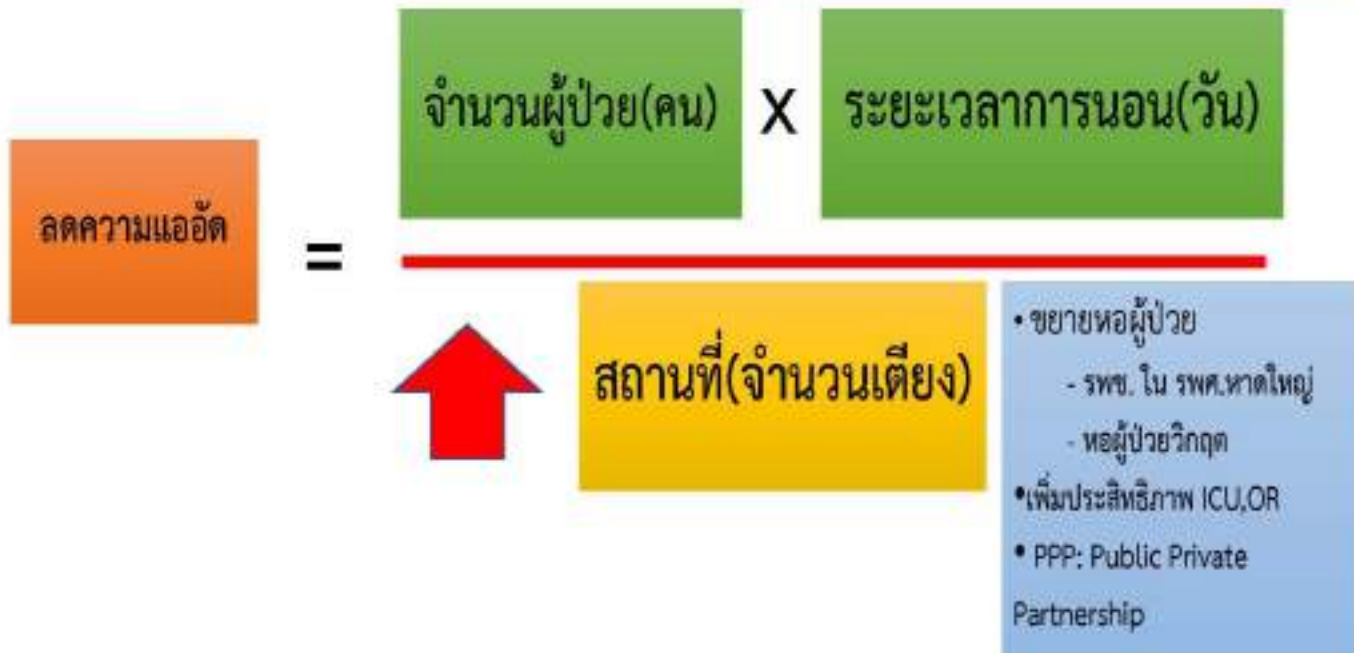 จำนวนผู้ป่วย(คน) X ระยะเวลาการนอน(วัน)
ลดความแออัด =
สถานที่(จำนวนเตียง)
• ขยายหอผู้ป่วย
- รพช. ใน รพศ.หาดใหญ่
- หอผู้ป่วยวิกฤต
•เพิ่มประสิทธิภาพ ICU,OR
• PPP: Public Private
Partnership